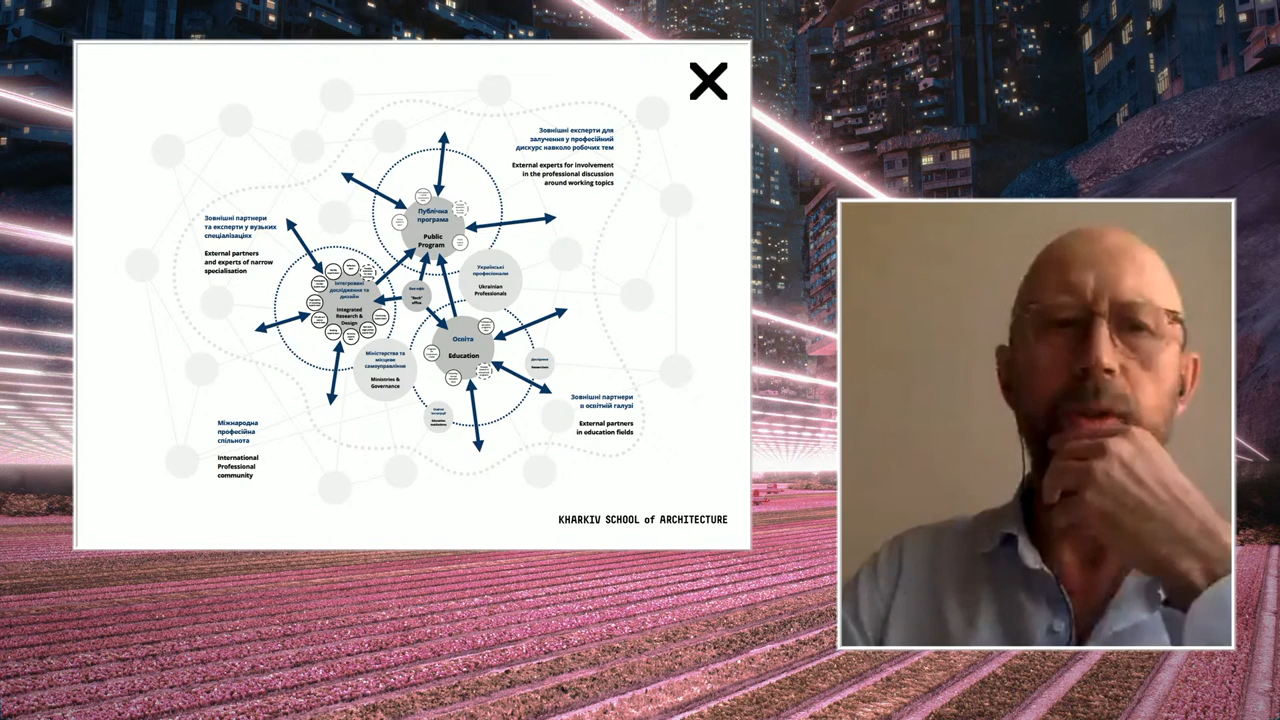 Зовнішні експерти для
залучення у професійний
дискурс навколо робочих тем
External experts for involvement
in the professional discussion
around working topics
Публічна
програма
Public
Program
Зовнішні партнери
та експерти у вузьких
спеціалізаціях
External partners
and experts of narrow
specialisation
Українські
професіонали
Ukrainian
Professionals
Інтегровані
дослідження та
дизайн
Integrated
Research &
Design
"Back"
office
Освіта
Education
Міністерства та
місцеве
самоуправління
Ministries &
Governance
Researchers
Зовнішні партнери
в освітній галузі
External partners
in education fields
Education
institutions
Міжнародна
професійна
спільнота
International
Professional
community
KHARKIV SCHOOL of ARCHITECTURE